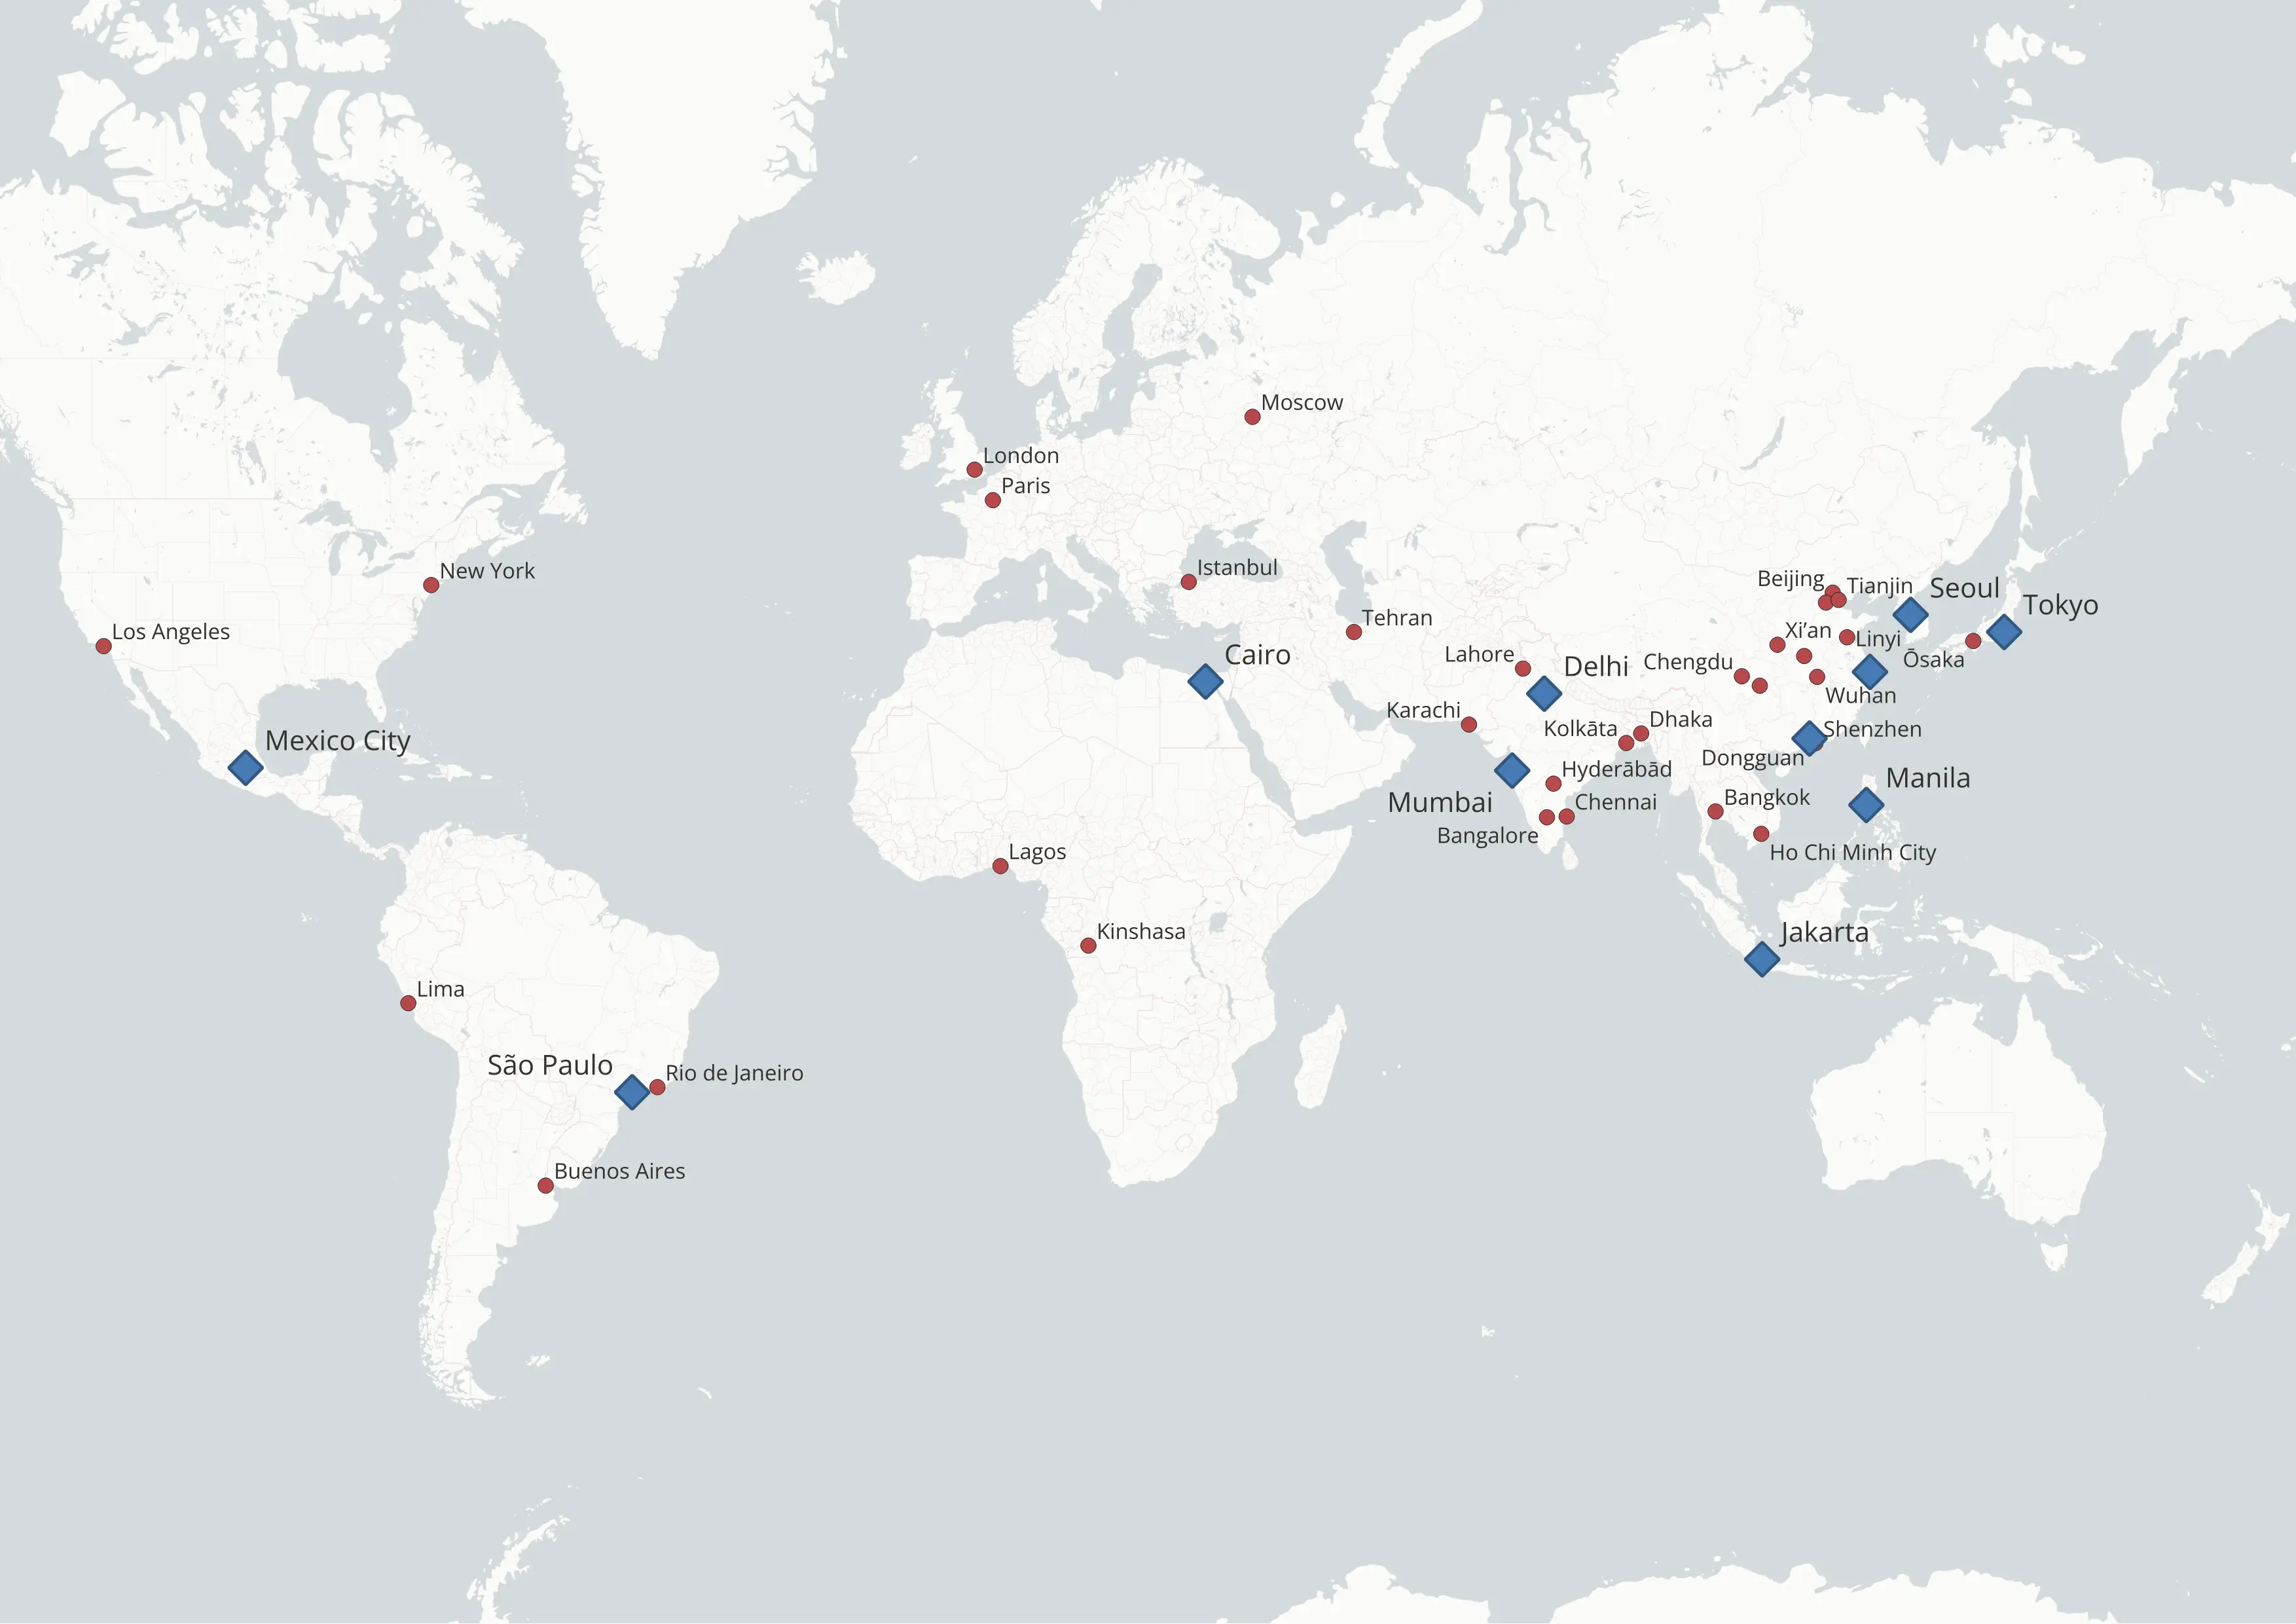 Moscow
London
Paris
Istanbul
New York
Beijing
Tianjin
Seoul
Tokyo
Tehran
Los Angeles
Xi’an
Linyi
Cairo
Lahore
Delhi
Chengdu
Ōsaka
Wuhan
Karachi
Kolkāta
Dhaka
Shenzhen
Mexico City
Dongguan
Hyderābād
Manila
Mumbai
Chennai
Bangkok
Bangalore
Lagos
Ho Chi Minh City
Kinshasa
Jakarta
Lima
São Paulo
Rio de Janeiro
Buenos Aires